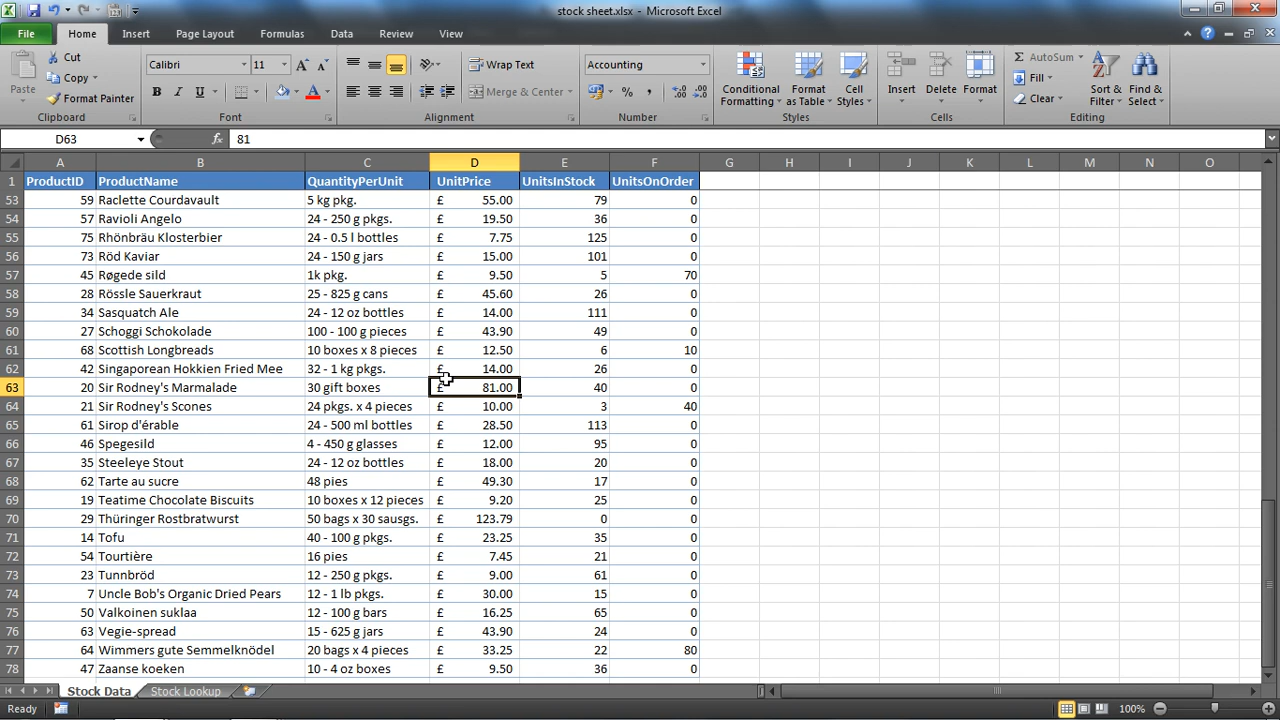 stock sheet.xlsx - Microsoft Excel
File Home Insert Page Layout Formulas Data Review View
Paste Cut Copy Format Painter Clipboard
Calibri 11 A A B I U A Font
Wrap Text Merge & Center Alignment
Accounting % , Number
Conditional Formatting Format as Table Cell Styles Styles
Insert Delete Format Cells
Σ AutoSum Fill Clear Sort & Filter Find & Select Editing
D63 fx 81
A B C D E F G H I J K L M N O
1 ProductID ProductName QuantityPerUnit UnitPrice UnitsInStock UnitsOnOrder
53 59 Raclette Courdavault 5 kg pkg. £ 55.00 79 0
54 57 Ravioli Angelo 24 - 250 g pkgs. £ 19.50 36 0
55 75 Rhönbräu Klosterbier 24 - 0.5 l bottles £ 7.75 125 0
56 73 Röd Kaviar 24 - 150 g jars £ 15.00 101 0
57 45 Røgede sild 1k pkg. £ 9.50 5 70
58 28 Rössle Sauerkraut 25 - 825 g cans £ 45.60 26 0
59 34 Sasquatch Ale 24 - 12 oz bottles £ 14.00 111 0
60 27 Schoggi Schokolade 100 - 100 g pieces £ 43.90 49 0
61 68 Scottish Longbreads 10 boxes x 8 pieces £ 12.50 6 10
62 42 Singaporean Hokkien Fried Mee 32 - 1 kg pkgs. £ 14.00 26 0
63 20 Sir Rodney's Marmalade 30 gift boxes £ 81.00 40 0
64 21 Sir Rodney's Scones 24 pkgs. x 4 pieces £ 10.00 3 40
65 61 Sirop d'érable 24 - 500 ml bottles £ 28.50 113 0
66 46 Spegesild 4 - 450 g glasses £ 12.00 95 0
67 35 Steeleye Stout 24 - 12 oz bottles £ 18.00 20 0
68 62 Tarte au sucre 48 pies £ 49.30 17 0
69 19 Teatime Chocolate Biscuits 10 boxes x 12 pieces £ 9.20 25 0
70 29 Thüringer Rostbratwurst 50 bags x 30 sausgs. £ 123.79 0 0
71 14 Tofu 40 - 100 g pkgs. £ 23.25 35 0
72 54 Tourtière 16 pies £ 7.45 21 0
73 23 Tunnbröd 12 - 250 g pkgs. £ 9.00 61 0
74 7 Uncle Bob's Organic Dried Pears 12 - 1 lb pkgs. £ 30.00 15 0
75 50 Valkoinen suklaa 12 - 100 g bars £ 16.25 65 0
76 63 Vegie-spread 15 - 625 g jars £ 43.90 24 0
77 64 Wimmers gute Semmelknödel 20 bags x 4 pieces £ 33.25 22 80
78 47 Zaanse koeken 10 - 4 oz boxes £ 9.50 36 0
Stock Data Stock Lookup
Ready 100%